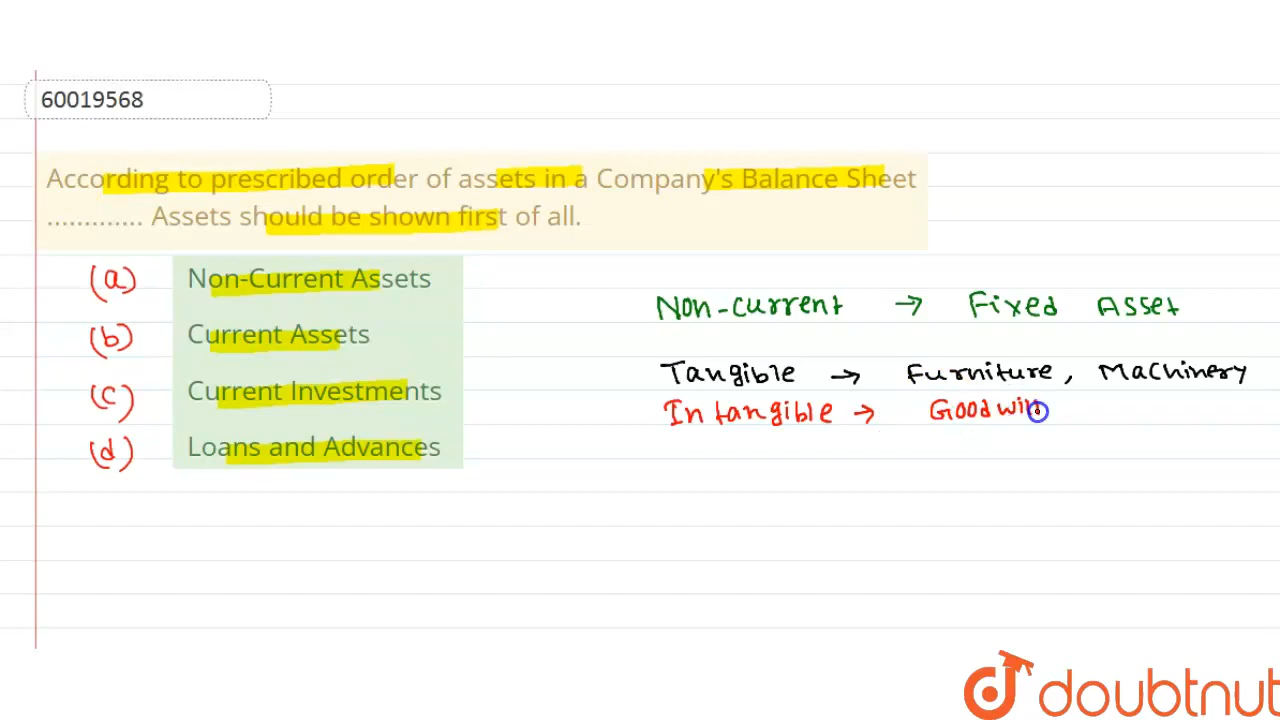 60019568
According to prescribed order of assets in a Company's Balance Sheet
............. Assets should be shown first of all.
(a) Non-Current Assets
(b) Current Assets
(c) Current Investments
(d) Loans and Advances
Non-current → Fixed Asset
Tangible → Furniture, Machinery
Intangible → Goodwill
doubtnut